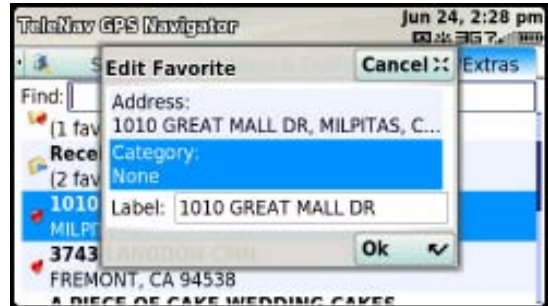 TeleNav GPS Navigator
Jun 24, 2:28 pm
3G
S
Extras
Edit Favorite
Cancel
Find:
Address:
1010 GREAT MALL DR, MILPITAS, C...
(1 fav
Rece
Category:
None
(2 fav
1010
Label: 1010 GREAT MALL DR
MILPI
3743
Ok
FREMONT, CA 94538
A PIECE OF CAKE WEDDING CAKES